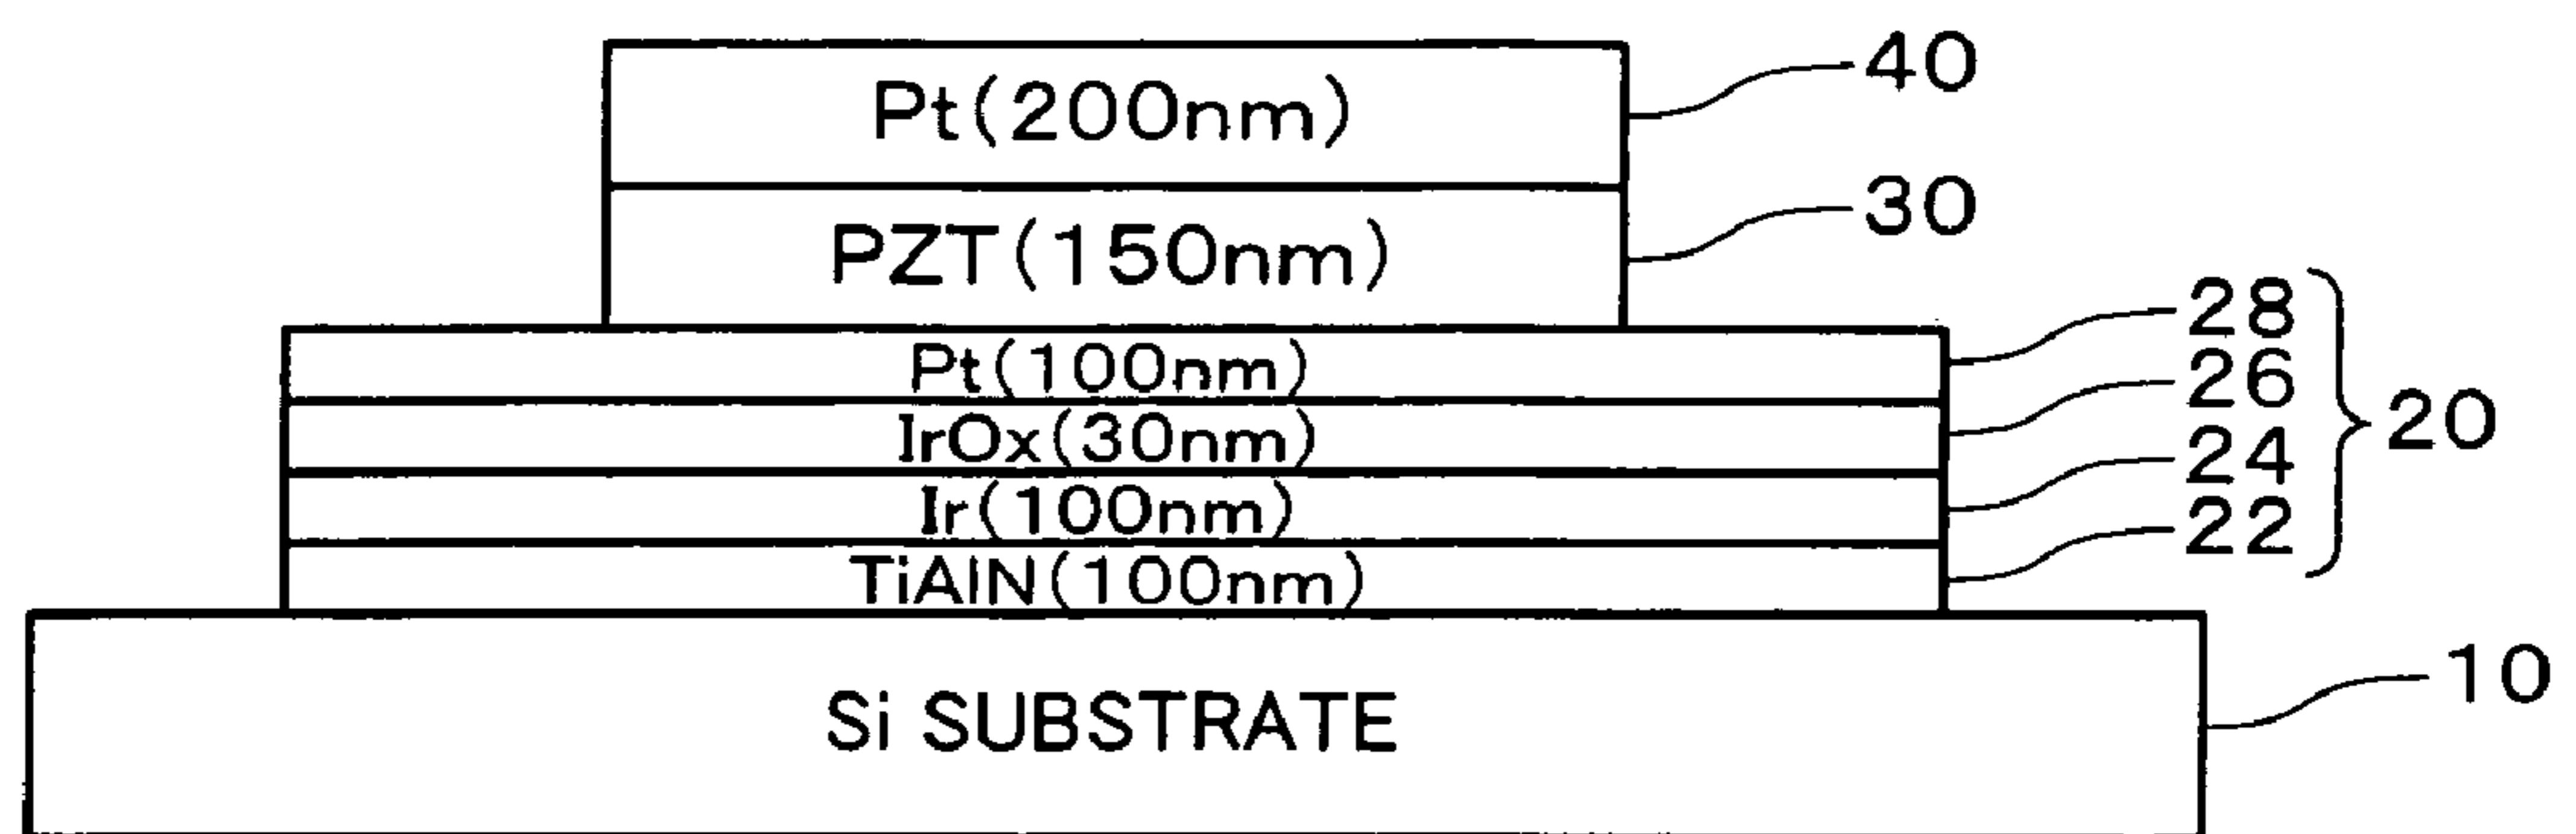 Pt(200nm) 40
PZT(150nm) 30
Pt(100nm) 28
IrOx(30nm) 26
20
Ir(100nm) 24
TiAlN(100nm) 22
Si SUBSTRATE 10